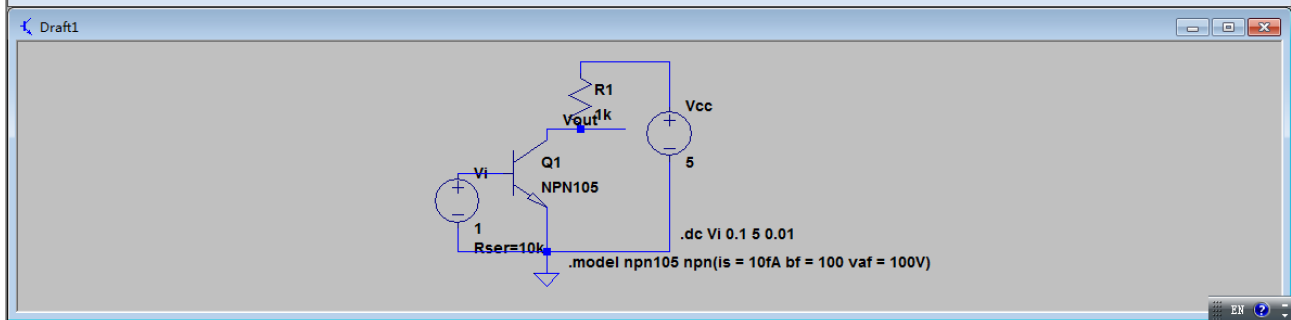 Draft1
R1
1k
Vcc
Vout
5
Vi
Q1
NPN105
1
Rser=10k
.dc Vi 0.1 5 0.01
.model npn105 npn(is = 10fA bf = 100 vaf = 100V)
EN